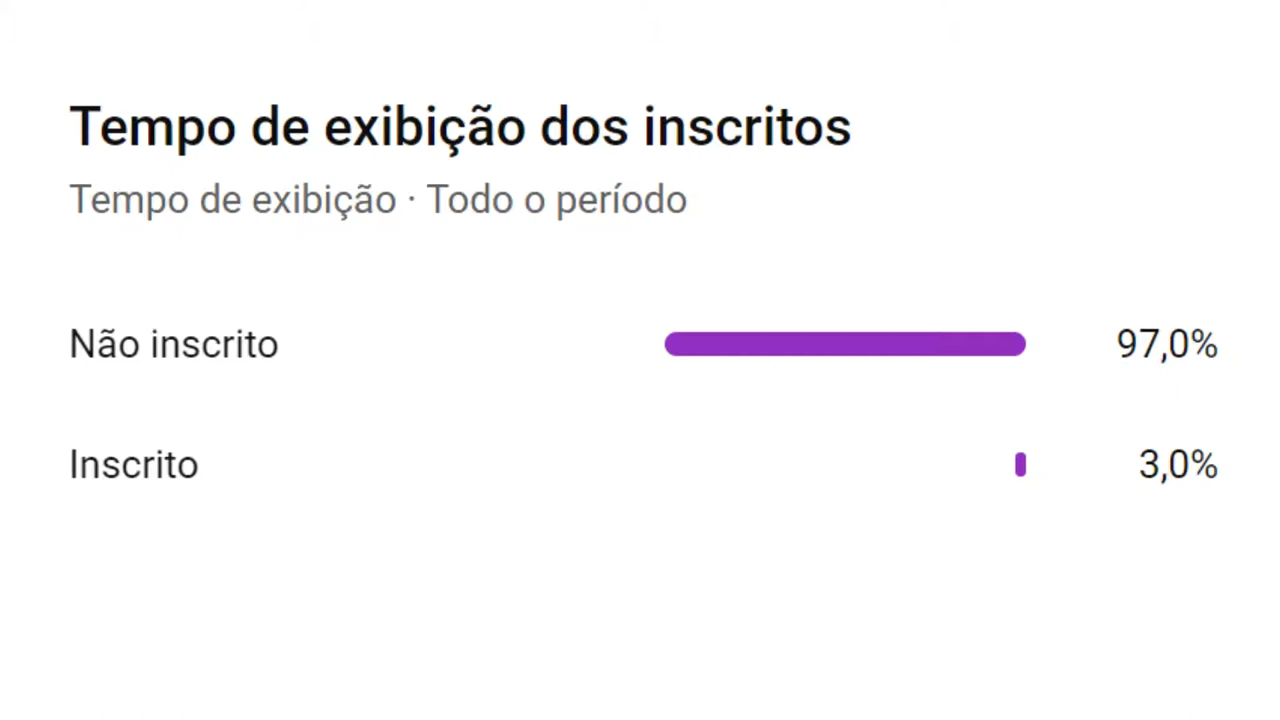 Tempo de exibição dos inscritos
Tempo de exibição · Todo o período
Não inscrito 97,0%
Inscrito 3,0%